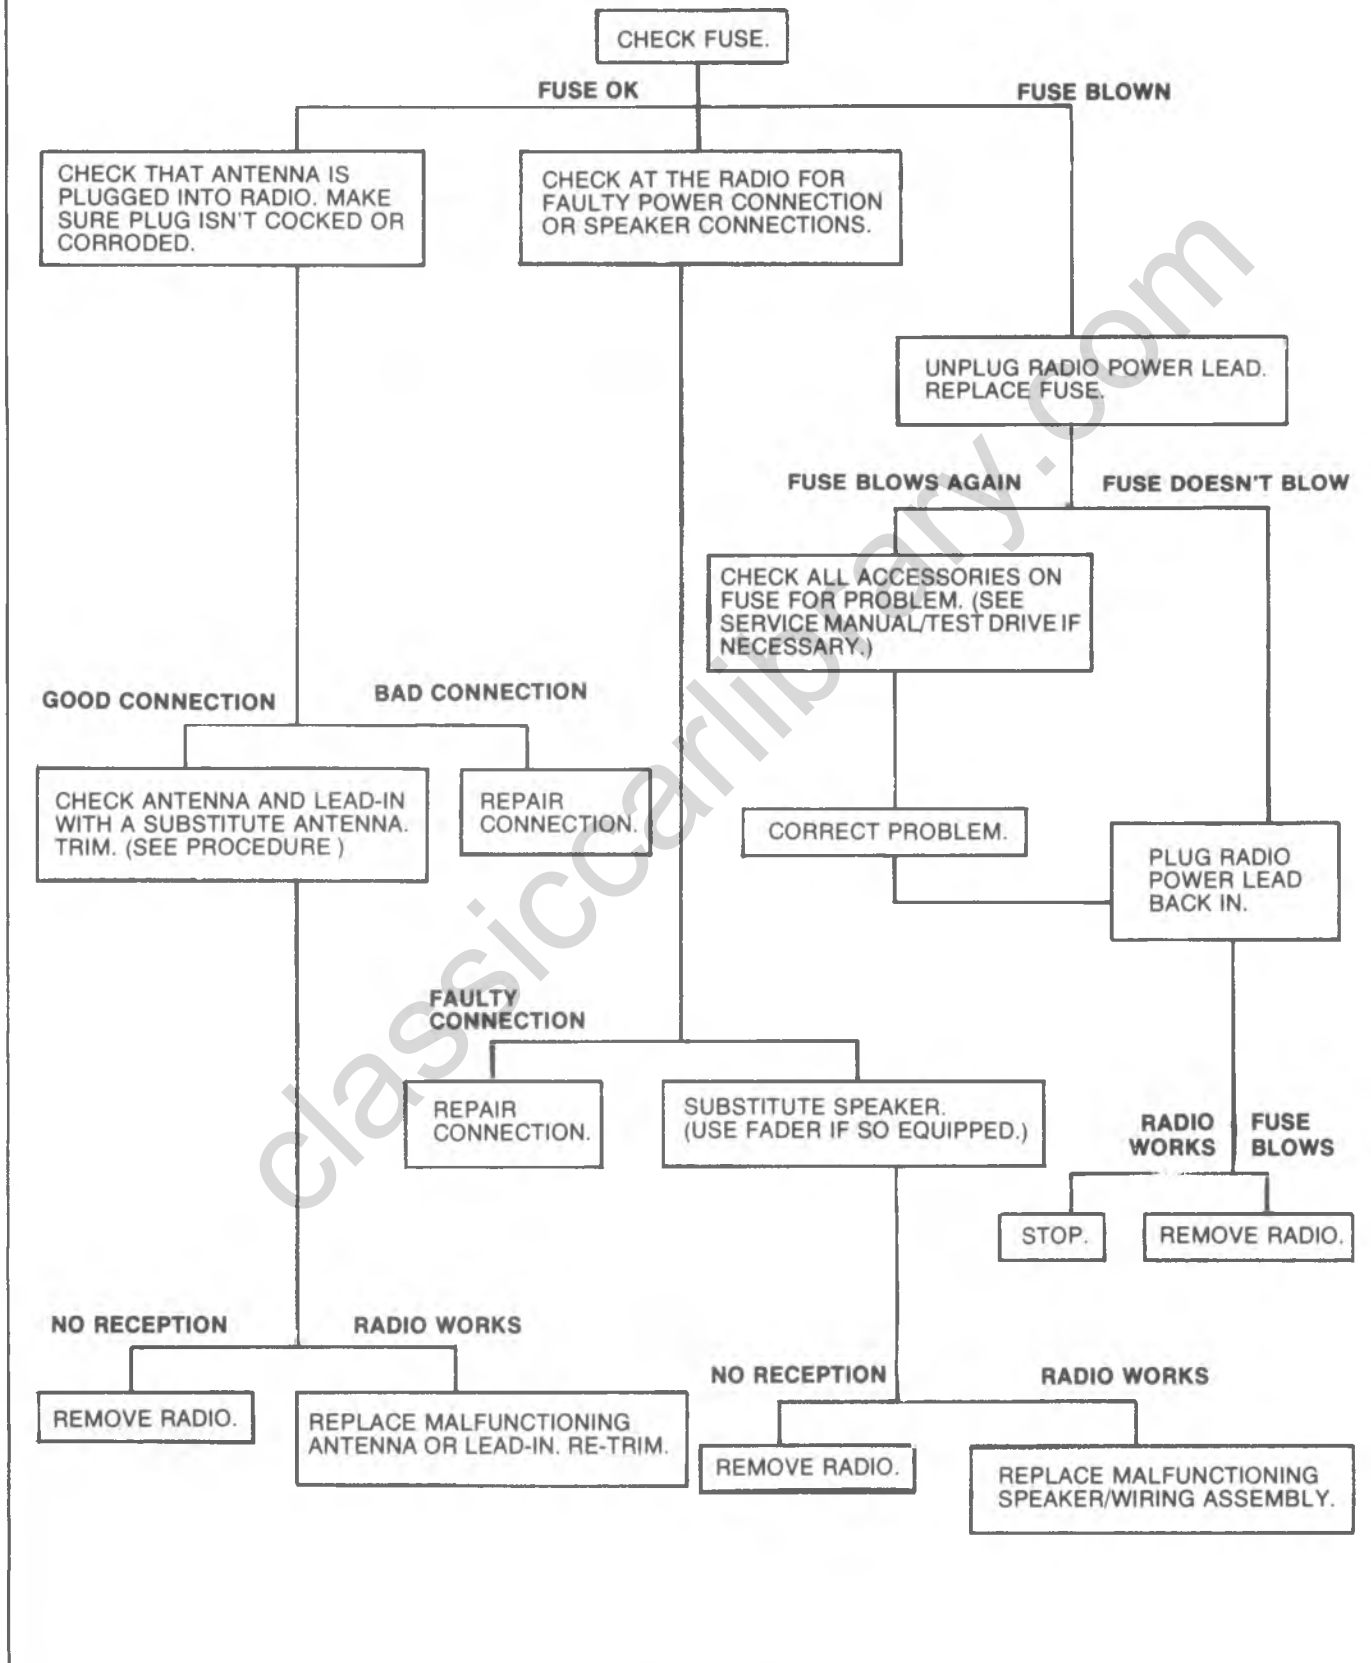 CHECK FUSE.
FUSE OK
FUSE BLOWN
CHECK THAT ANTENNA IS
PLUGGED INTO RADIO. MAKE
SURE PLUG ISN'T COCKED OR
CORRODED.
CHECK AT THE RADIO FOR
FAULTY POWER CONNECTION
OR SPEAKER CONNECTIONS.
UNPLUG RADIO POWER LEAD.
REPLACE FUSE.
FUSE BLOWS AGAIN
FUSE DOESN'T BLOW
CHECK ALL ACCESSORIES ON
FUSE FOR PROBLEM. (SEE
SERVICE MANUAL/TEST DRIVE IF
NECESSARY.)
GOOD CONNECTION
BAD CONNECTION
CHECK ANTENNA AND LEAD-IN
WITH A SUBSTITUTE ANTENNA.
TRIM. (SEE PROCEDURE )
REPAIR
CONNECTION.
CORRECT PROBLEM.
PLUG RADIO
POWER LEAD
BACK IN.
FAULTY
CONNECTION
REPAIR
CONNECTION.
SUBSTITUTE SPEAKER.
(USE FADER IF SO EQUIPPED.)
RADIO
WORKS
FUSE
BLOWS
STOP.
REMOVE RADIO.
NO RECEPTION
RADIO WORKS
REMOVE RADIO.
REPLACE MALFUNCTIONING
ANTENNA OR LEAD-IN. RE-TRIM.
NO RECEPTION
RADIO WORKS
REMOVE RADIO.
REPLACE MALFUNCTIONING
SPEAKER/WIRING ASSEMBLY.
classiccarlibrary.com